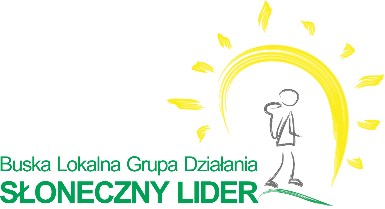 Buska Lokalna Grupa Działania
SŁONECZNY LIDER